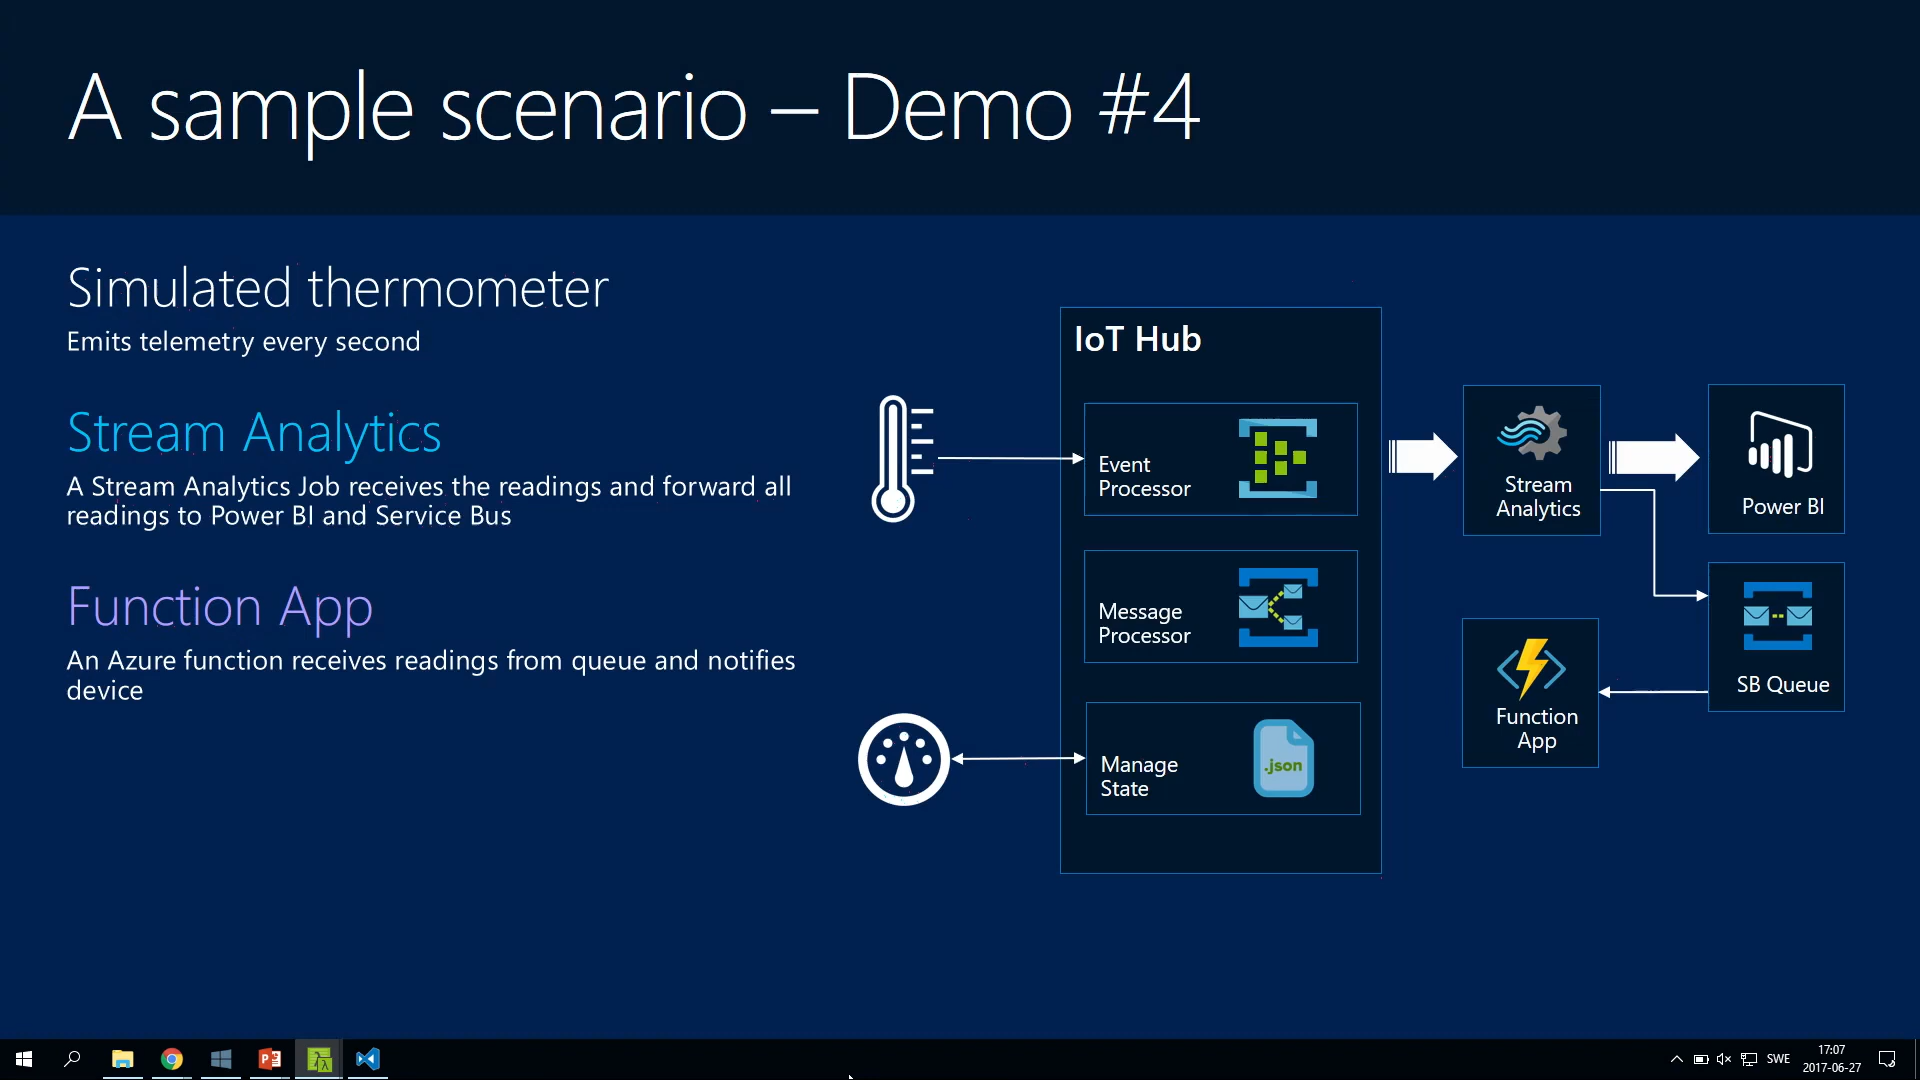 A sample scenario – Demo #4
Simulated thermometer
Emits telemetry every second
Stream Analytics
A Stream Analytics Job receives the readings and forward all
readings to Power BI and Service Bus
Function App
An Azure function receives readings from queue and notifies
device
IoT Hub
Event
Processor
Message
Processor
Manage
State
.json
Stream
Analytics
Power BI
SB Queue
Function
App
SWE
17:07
2017-06-27